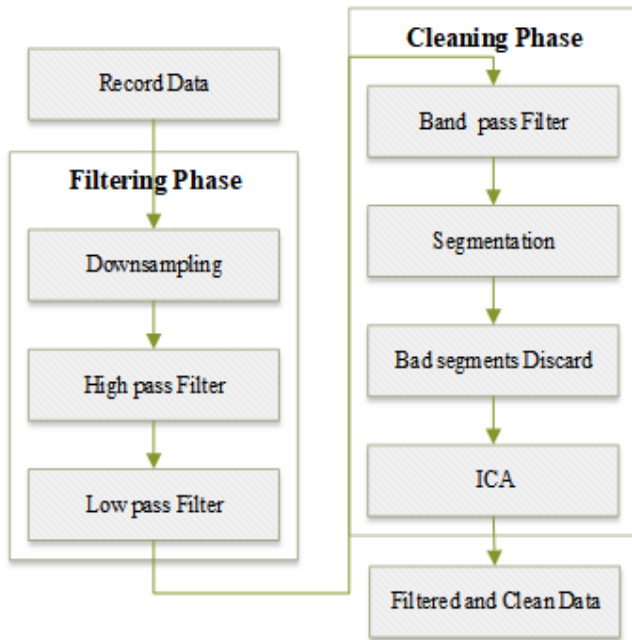 Record Data
Filtering Phase
Downsampling
High pass Filter
Low pass Filter
Cleaning Phase
Band pass Filter
Segmentation
Bad segments Discard
ICA
Filtered and Clean Data